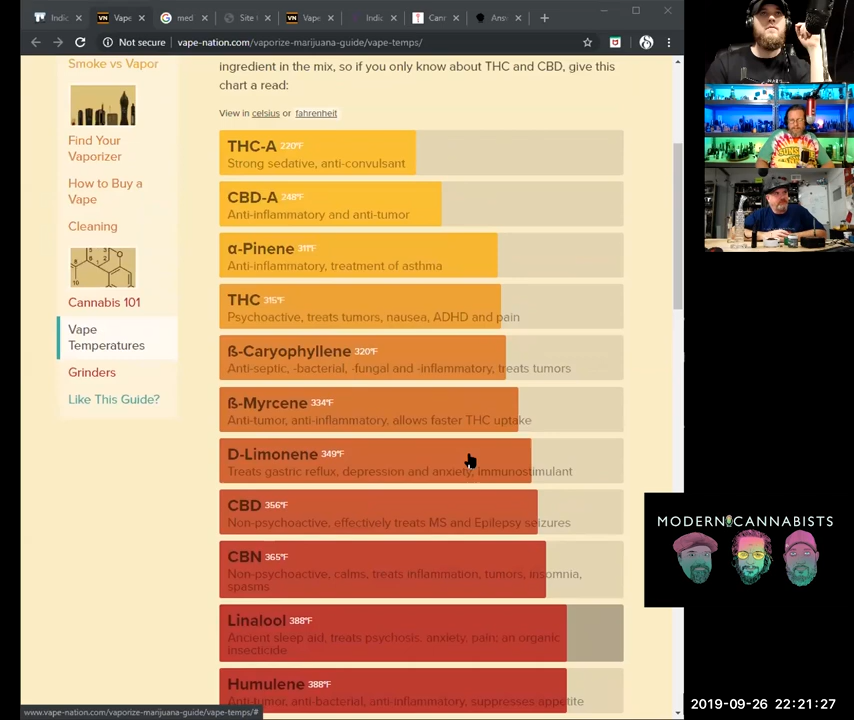 Indic
Vape
med
Site
Vape
Indic
Can
Ans
Not secure
vape-nation.com/vaporize-marijuana-guide/vape-temps/
Smoke vs Vapor
Find Your
Vaporizer
How to Buy a
Vape
Cleaning
Cannabis 101
Vape
Temperatures
Grinders
Like This Guide?
ingredient in the mix, so if you only know about THC and CBD, give this
chart a read:
View in celsius or fahrenheit
THC-A 220°F
Strong sedative, anti-convulsant
CBD-A 248°F
Anti-inflammatory and anti-tumor
α-Pinene 311°F
Anti-inflammatory, treatment of asthma
THC 315°F
Psychoactive, treats tumors, nausea, ADHD and pain
ß-Caryophyllene 320°F
Anti-septic, -bacterial, -fungal and -inflammatory, treats tumors
ß-Myrcene 334°F
Anti-tumor, anti-inflammatory, allows faster THC uptake
D-Limonene 349°F
Treats gastric reflux, depression and anxiety, immunostimulant
CBD 356°F
Non-psychoactive, effectively treats MS and Epilepsy seizures
CBN 365°F
Non-psychoactive, calms, treats inflammation, tumors, insomnia,
spasms
Linalool 388°F
Ancient sleep aid, treats psychosis, anxiety, pain; an organic
insecticide
Humulene 388°F
Anti-tumor, anti-bacterial, anti-inflammatory, suppresses appetite
www.vape-nation.com/vaporize-marijuana-guide/vape-temps/#
MODERN CANNABISTS
2019-09-26 22:21:27